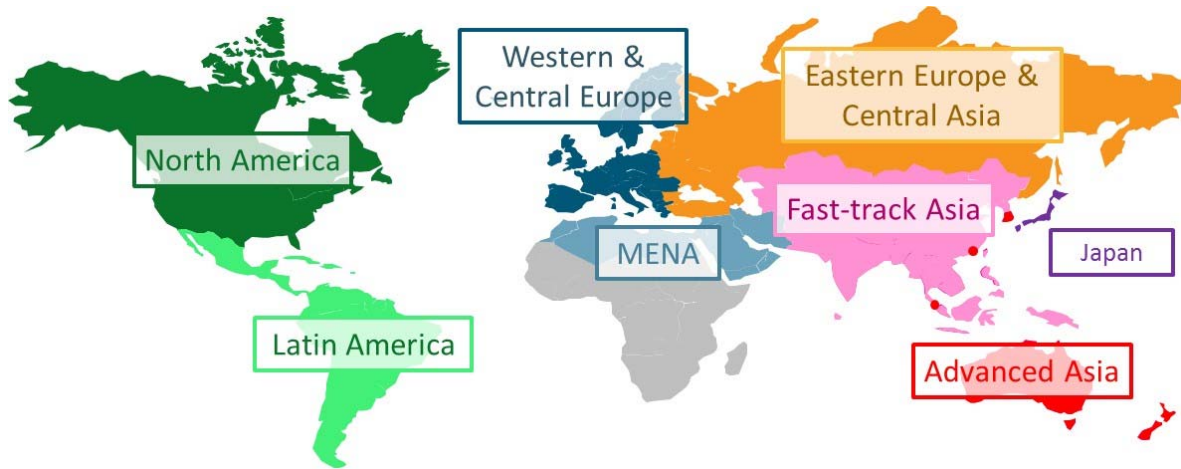 Western &
Central Europe
Eastern Europe &
Central Asia
North America
Fast-track Asia
MENA
Japan
Latin America
Advanced Asia